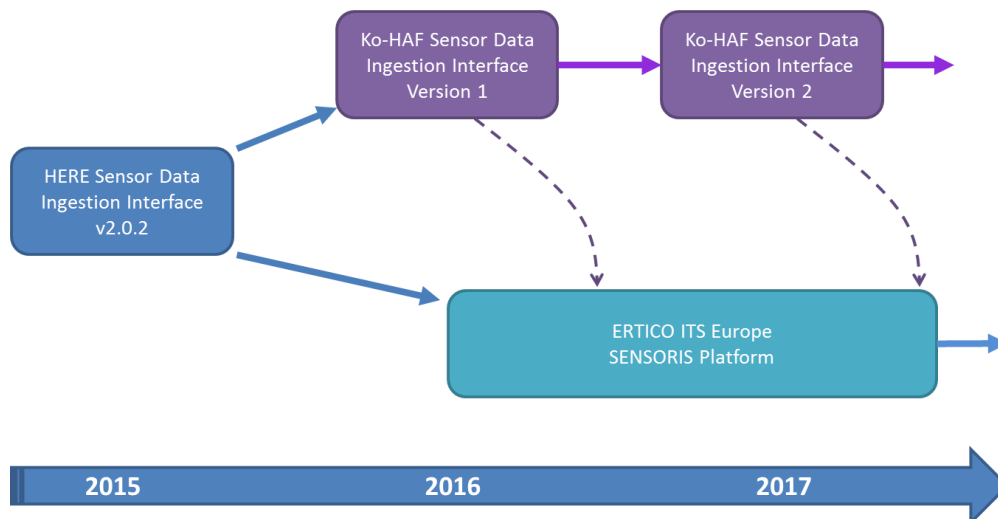 Ko-HAF Sensor Data
Ingestion Interface
Version 1
Ko-HAF Sensor Data
Ingestion Interface
Version 2
HERE Sensor Data
Ingestion Interface
v2.0.2
ERTICO ITS Europe
SENSORIS Platform
2015
2016
2017